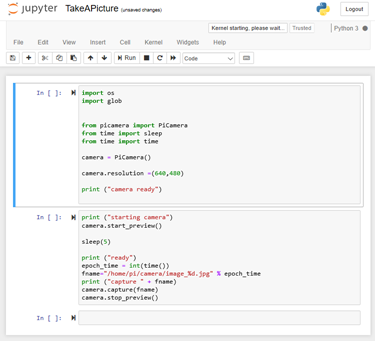 jupyter TakeAPicture (unsaved changes) Logout
Kernel starting, please wait... Trusted Python 3
File Edit View Insert Cell Kernel Widgets Help
Run Code
In [ ]: import os
import glob
from picamera import PiCamera
from time import sleep
from time import time
camera = PiCamera()
camera.resolution =(640,480)
print ("camera ready")
In [ ]: print ("starting camera")
camera.start_preview()
sleep(5)
print ("ready")
epoch_time = int(time())
fname="/home/pi/camera/image_%d.jpg" % epoch_time
print ("capture " + fname)
camera.capture(fname)
camera.stop_preview()
In [ ]: